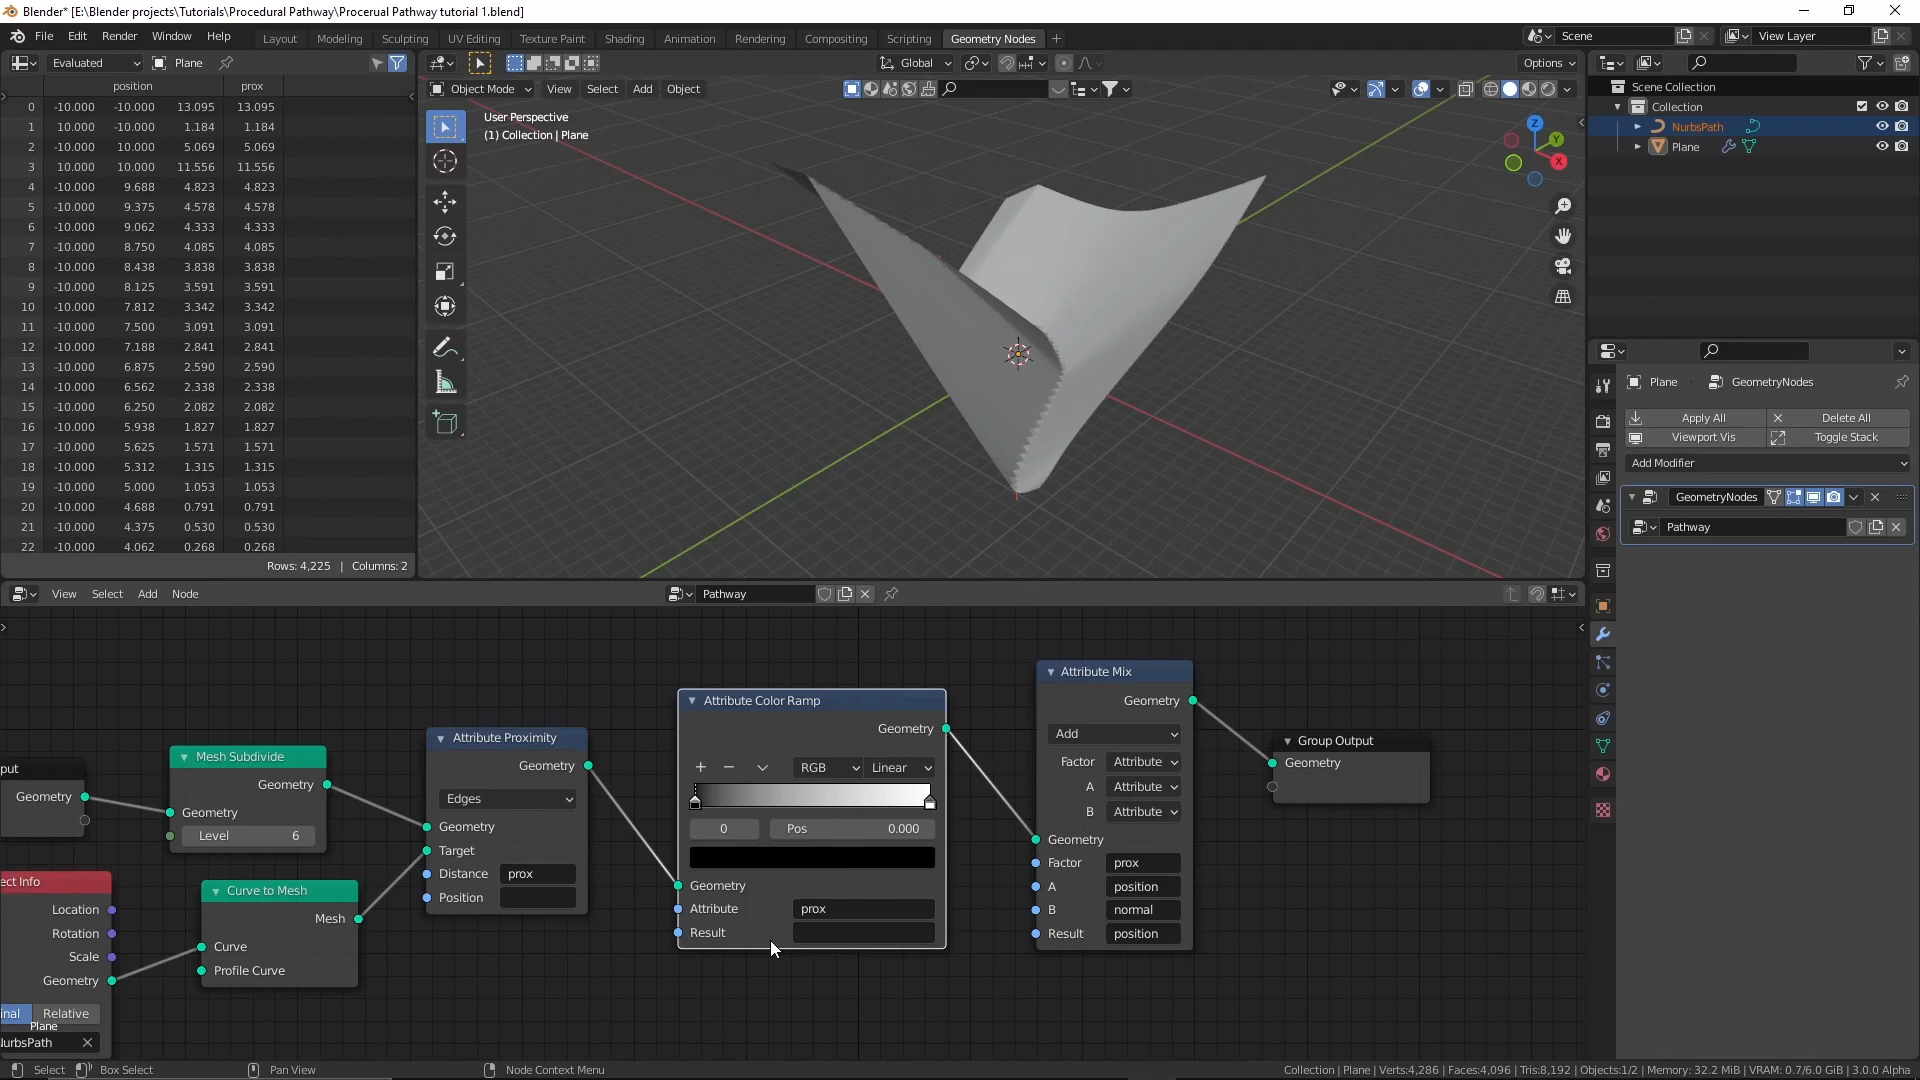 Blender* [E:\Blender projects\Tutorials\Procedural Pathway\Procerual Pathway tutorial 1.blend]
File Edit Render Window Help Layout Modeling Sculpting UV Editing Texture Paint Shading Animation Rendering Compositing Scripting Geometry Nodes + Scene View Layer
Evaluated Plane
position prox
0 -10.000 -10.000 13.095 13.095
1 10.000 -10.000 1.184 1.184
2 -10.000 10.000 5.069 5.069
3 10.000 10.000 11.556 11.556
4 -10.000 9.688 4.823 4.823
5 -10.000 9.375 4.578 4.578
6 -10.000 9.062 4.333 4.333
7 -10.000 8.750 4.085 4.085
8 -10.000 8.438 3.838 3.838
9 -10.000 8.125 3.591 3.591
10 -10.000 7.812 3.342 3.342
11 -10.000 7.500 3.091 3.091
12 -10.000 7.188 2.841 2.841
13 -10.000 6.875 2.590 2.590
14 -10.000 6.562 2.338 2.338
15 -10.000 6.250 2.082 2.082
16 -10.000 5.938 1.827 1.827
17 -10.000 5.625 1.571 1.571
18 -10.000 5.312 1.315 1.315
19 -10.000 5.000 1.053 1.053
20 -10.000 4.688 0.791 0.791
21 -10.000 4.375 0.530 0.530
22 -10.000 4.062 0.268 0.268
Rows: 4,225 | Columns: 2
Global Options
Object Mode View Select Add Object
User Perspective
(1) Collection | Plane
Z
Y
X
Scene Collection
Collection
NurbsPath
Plane
Plane GeometryNodes
Apply All Delete All
Viewport Vis Toggle Stack
Add Modifier
GeometryNodes
Pathway
View Select Add Node Pathway
put
Geometry
Mesh Subdivide
Geometry
Geometry
Level 6
ect Info
Location
Rotation
Scale
Geometry
inal Relative
Plane
NurbsPath
Curve to Mesh
Mesh
Curve
Profile Curve
Attribute Proximity
Geometry
Edges
Geometry
Target
Distance prox
Position
Attribute Color Ramp
Geometry
+ − RGB Linear
0 Pos 0.000
Geometry
Attribute prox
Result
Attribute Mix
Geometry
Add
Factor Attribute
A Attribute
B Attribute
Geometry
Factor prox
A position
B normal
Result position
Group Output
Geometry
Select Box Select Pan View Node Context Menu Collection | Plane | Verts:4,286 | Faces:4,096 | Tris:8,192 | Objects:1/2 | Memory: 32.2 MiB | VRAM: 0.7/6.0 GiB | 3.0.0 Alpha